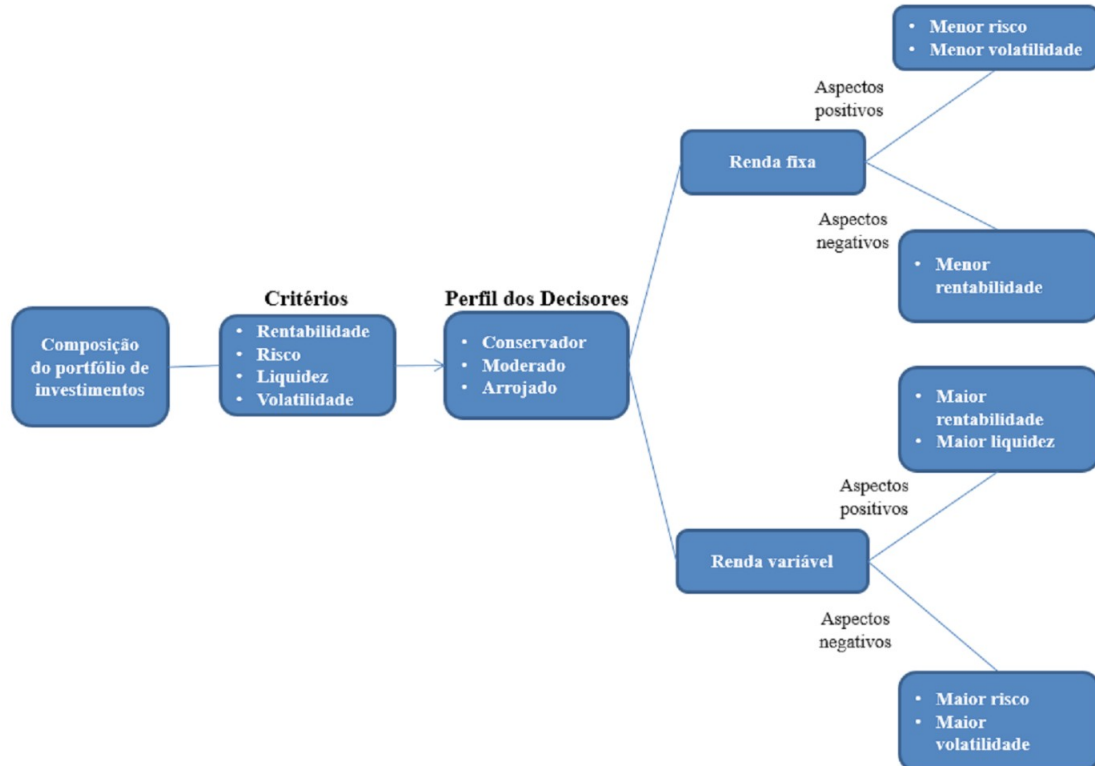 Composição
do portfólio de
investimentos
Critérios
• Rentabilidade
• Risco
• Liquidez
• Volatilidade
Perfil dos Decisores
• Conservador
• Moderado
• Arrojado
Renda fixa
Aspectos
positivos
• Menor risco
• Menor volatilidade
Aspectos
negativos
• Menor
rentabilidade
Renda variável
Aspectos
positivos
• Maior
rentabilidade
• Maior liquidez
Aspectos
negativos
• Maior risco
• Maior
volatilidade